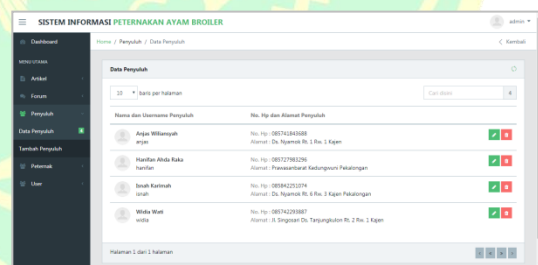 SISTEM INFORMASI PETERNAKAN AYAM BROILER
admin
Dashboard
Home / Penyuluh / Data Penyuluh
Kembali
MENU UTAMA
Artikel
Forum
Penyuluh
Data Penyuluh
Tambah Penyuluh
Peternak
User
Data Penyuluh
10 baris per halaman
Cari disini
Nama dan Username Penyuluh No. Hp dan Alamat Penyuluh
Anjas Wiliansyah No. Hp : 085741843688
anjas Alamat : Ds. Nyamok Rt. 1 Rw. 1 Kajen
Hanifan Ahda Raka No. Hp : 085727983296
hanifan Alamat : Prawasanbarat Kedungwuni Pekalongan
Ionah Karimah No. Hp : 085842251074
ionah Alamat : Ds. Nyamok Rt. 6 Rw. 3 Kajen Pekalongan
Widia Wati No. Hp : 085742293887
widia Alamat : Jl. Singosari Ds. Tanjungkulon Rt. 2 Rw. 1 Kajen
Halaman 1 dari 1 halaman